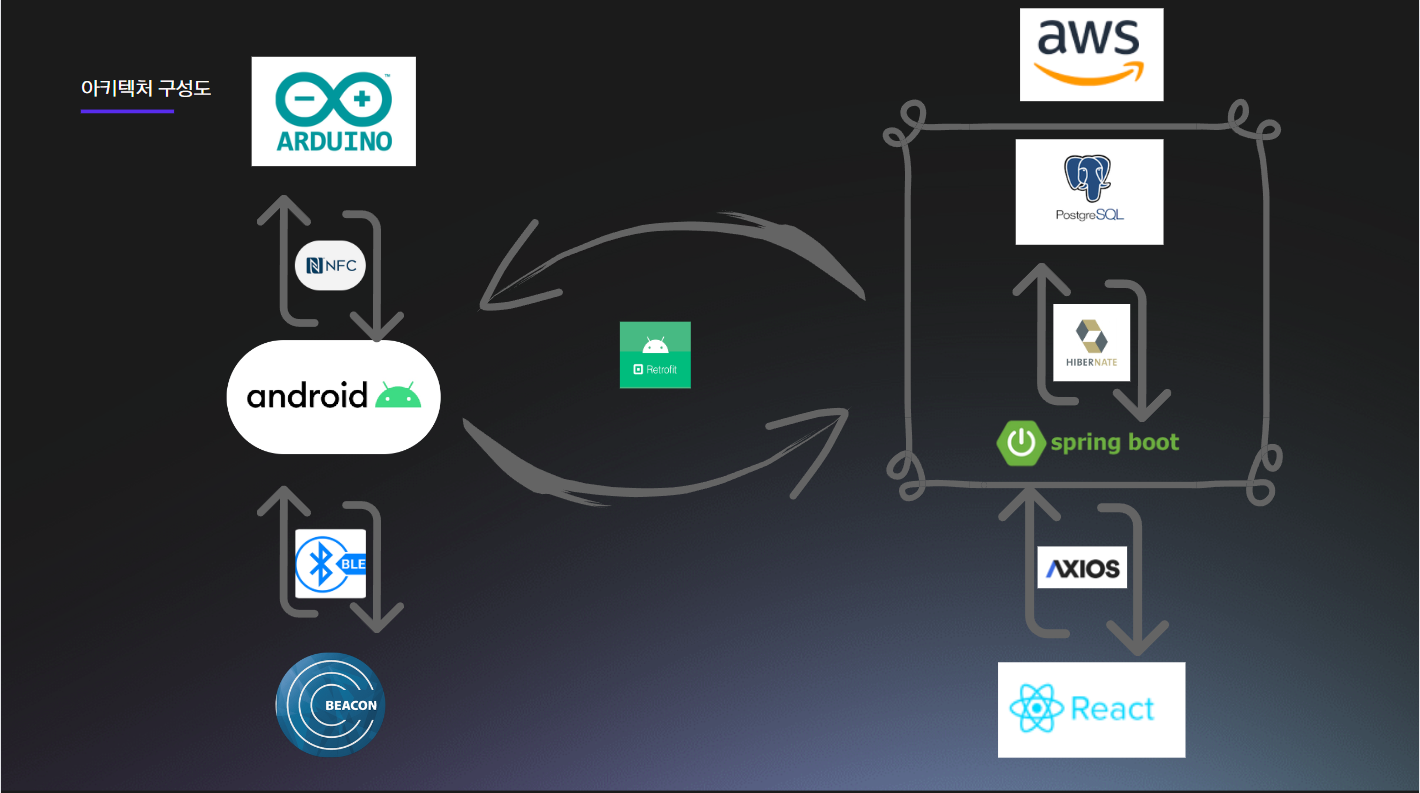 아키텍처 구성도
ARDUINO
™
NFC
android
BLE
BEACON
Retrofit
aws
PostgreSQL
HIBERNATE
spring boot
AXIOS
React